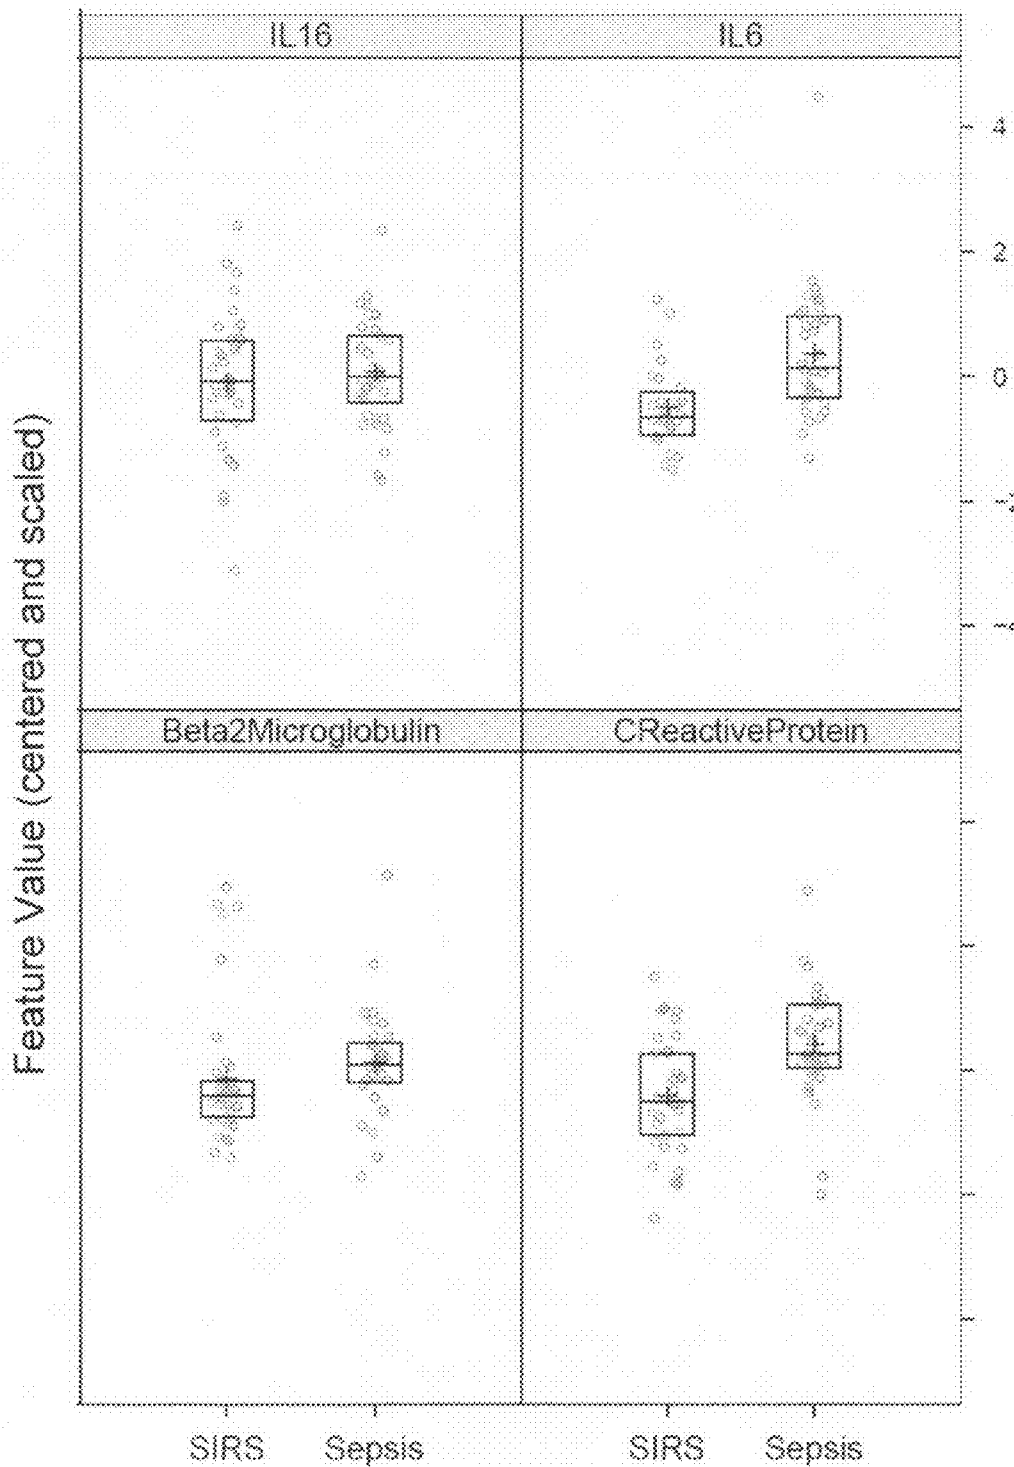 IL16 IL6
4
2
0
Beta2Microglobulin CReactiveProtein
Feature Value (centered and scaled)
SIRS Sepsis SIRS Sepsis